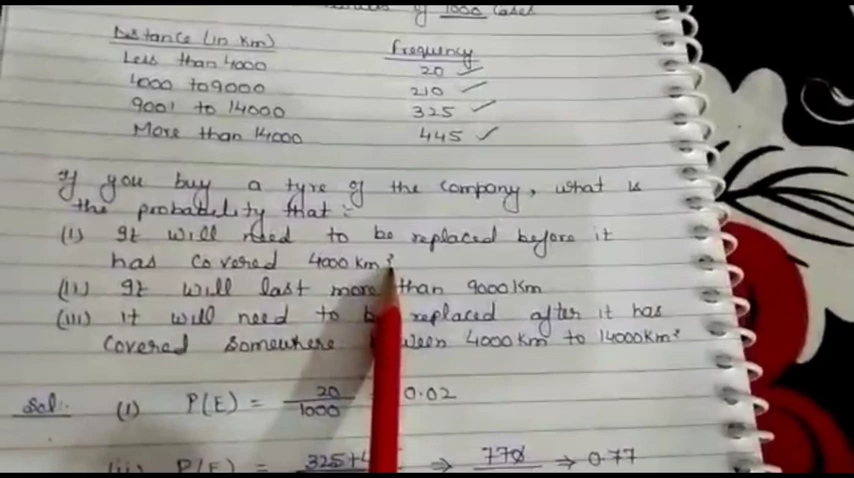 of 1000 cases
Distance (in Km) Frequency
Less than 4000 20
4000 to 9000 210
9001 to 14000 325
More than 14000 445
If you buy a tyre of the company, what is
the probability that :
(i) It will need to be replaced before it
has covered 4000 km?
(ii) It will last more than 9000 Km
(iii) it will need to be replaced after it has
covered somewhere between 4000 Km to 14000 Km?
Sol:- (i) P(E) = 20/1000 0.02
(ii) P(E) = 325+4 ⇒ 770 ⇒ 0.77